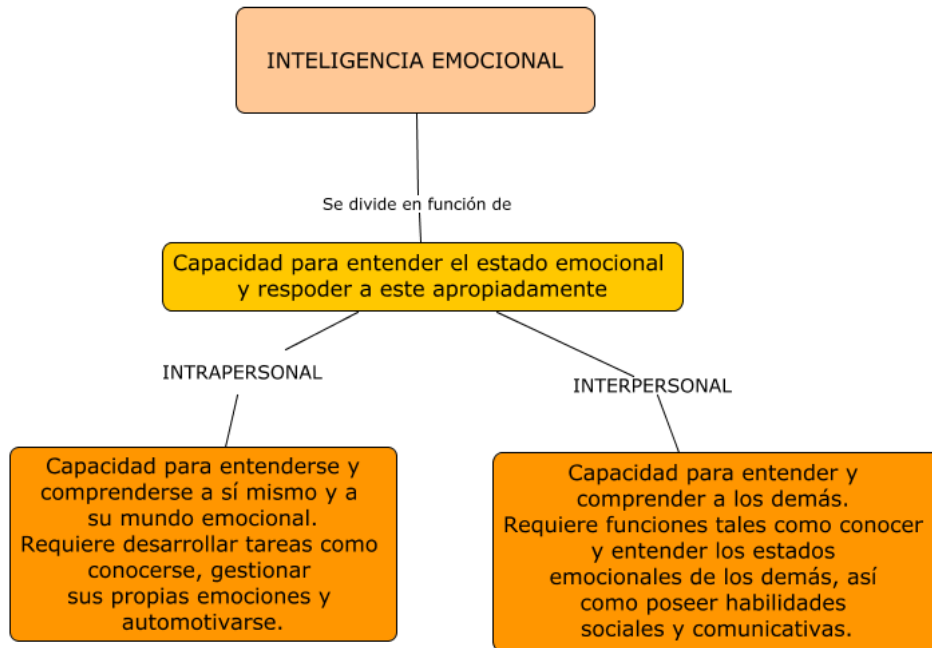 INTELIGENCIA EMOCIONAL
Se divide en función de
Capacidad para entender el estado emocional
y respoder a este apropiadamente
INTRAPERSONAL
INTERPERSONAL
Capacidad para entenderse y
comprenderse a sí mismo y a
su mundo emocional.
Requiere desarrollar tareas como
conocerse, gestionar
sus propias emociones y
automotivarse.
Capacidad para entender y
comprender a los demás.
Requiere funciones tales como conocer
y entender los estados
emocionales de los demás, así
como poseer habilidades
sociales y comunicativas.